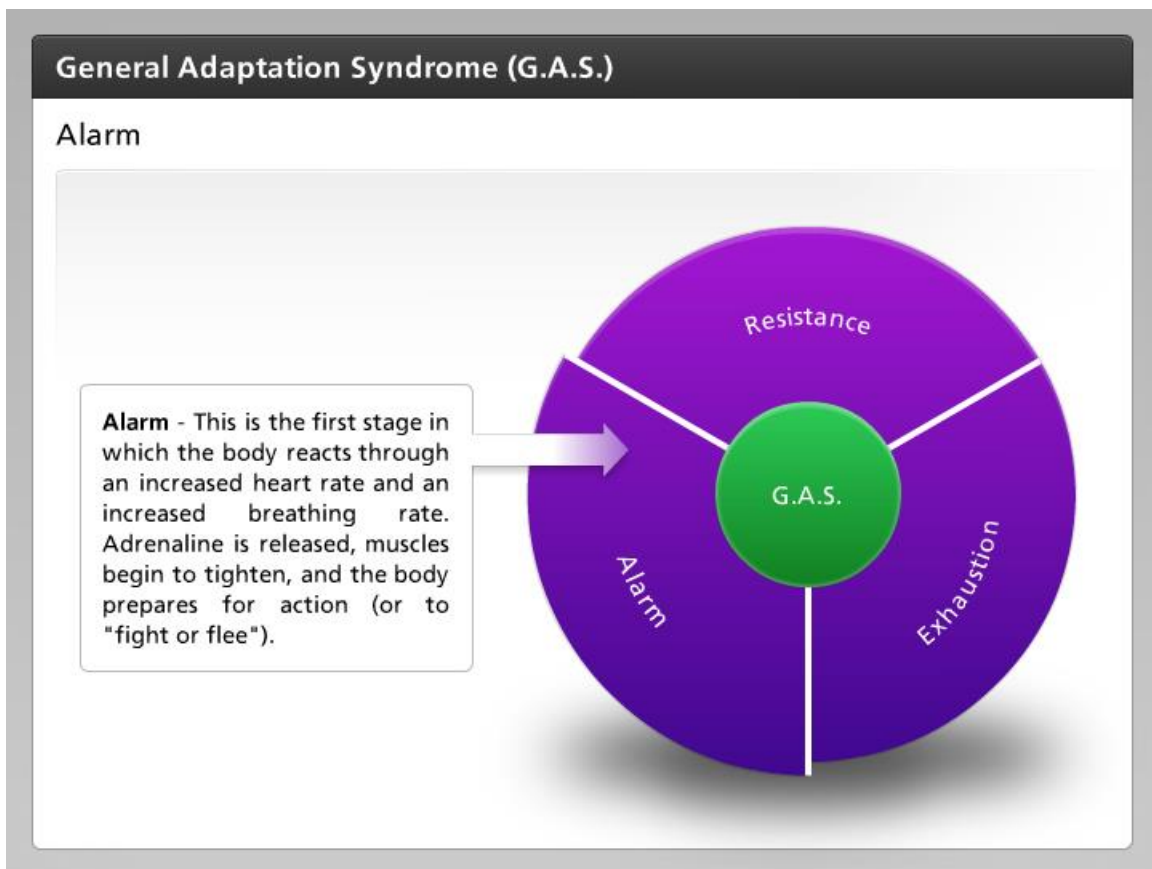 General Adaptation Syndrome (G.A.S.)
Alarm
Resistance
Alarm - This is the first stage in
which the body reacts through
an increased heart rate and an
increased breathing rate.
Adrenaline is released, muscles
begin to tighten, and the body
prepares for action (or to
"fight or flee").
G.A.S.
Alarm
Exhaustion